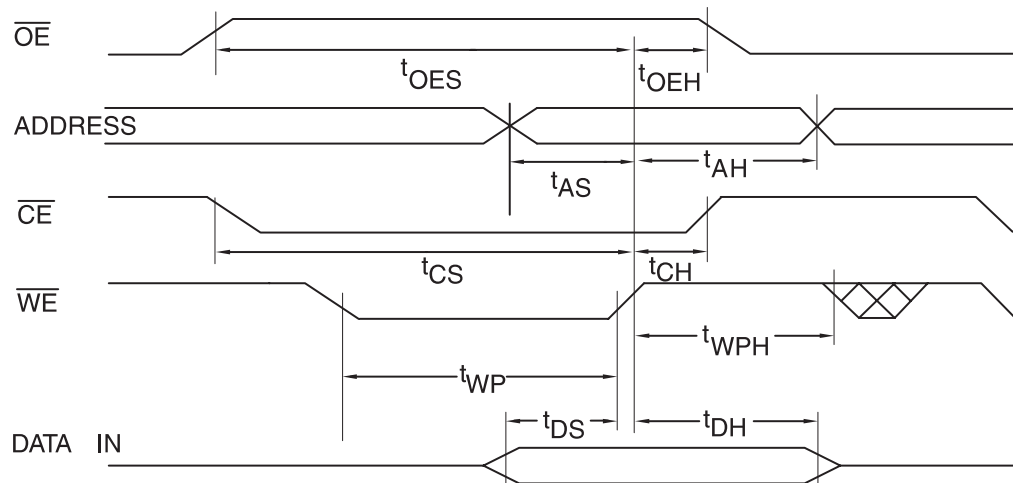 OE
tOES
tOEH
ADDRESS
tAS
tAH
CE
tCS
tCH
WE
tWPH
tWP
tDS
tDH
DATA IN